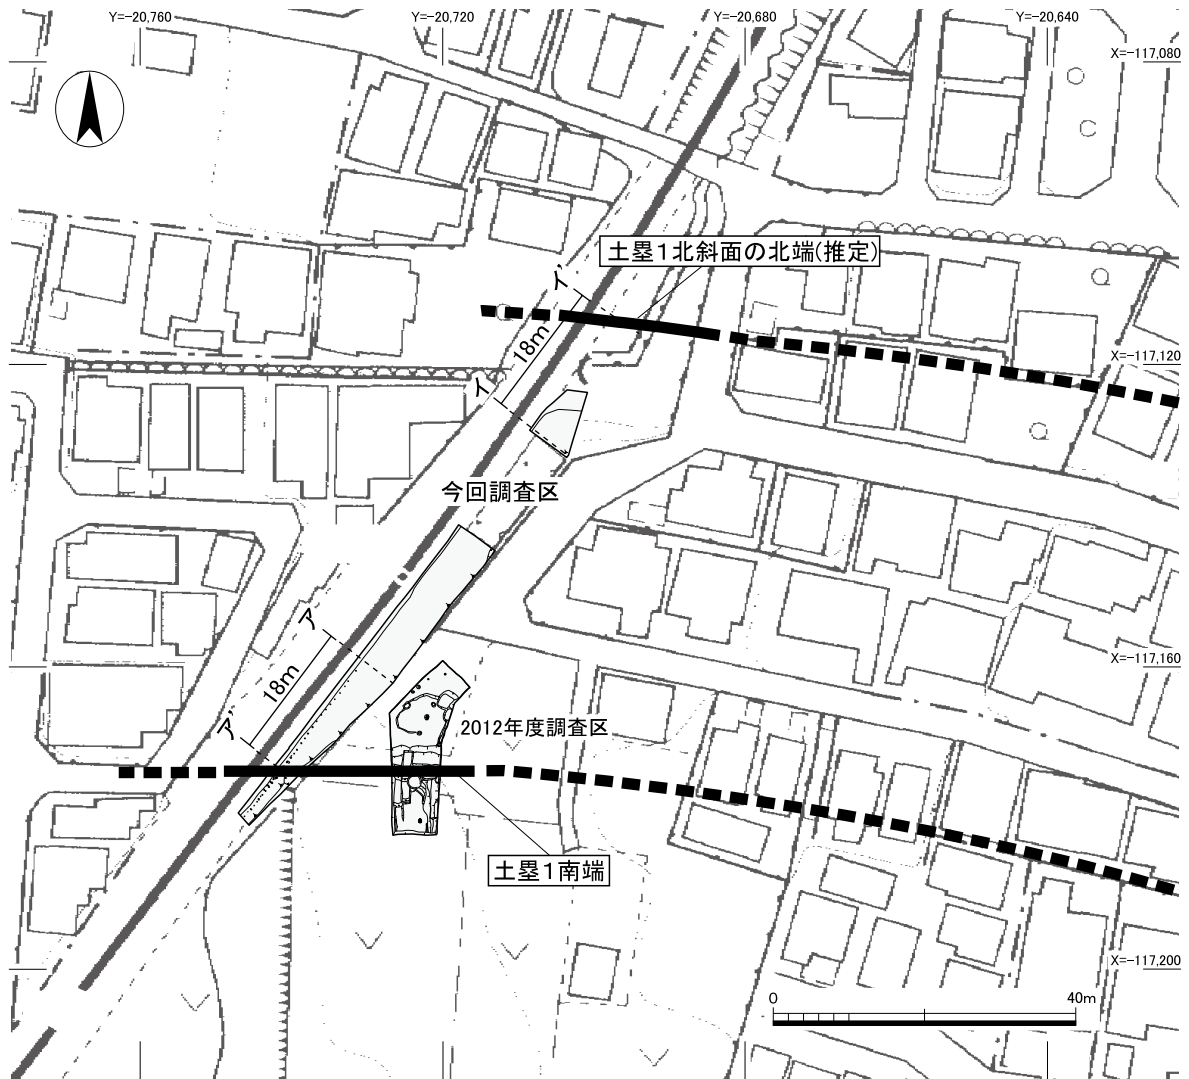 Y=-20,760
Y=-20,720
Y=-20,680
Y=-20,640
X=-117,080
土塁1北斜面の北端(推定)
イ'
18m
イ
X=-117,120
今回調査区
ア
18m
ア'
X=-117,160
2012年度調査区
土塁1南端
X=-117,200
0
40m